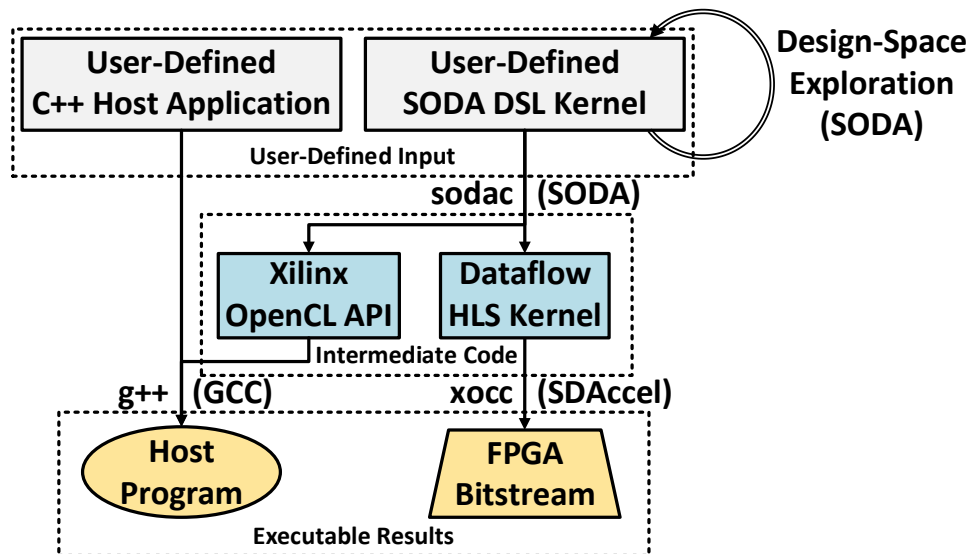 User-Defined
C++ Host Application
User-Defined
SODA DSL Kernel
Design-Space
Exploration
(SODA)
User-Defined Input
sodac (SODA)
Xilinx
OpenCL API
Dataflow
HLS Kernel
Intermediate Code
g++ (GCC)
xocc (SDAccel)
Host
Program
FPGA
Bitstream
Executable Results